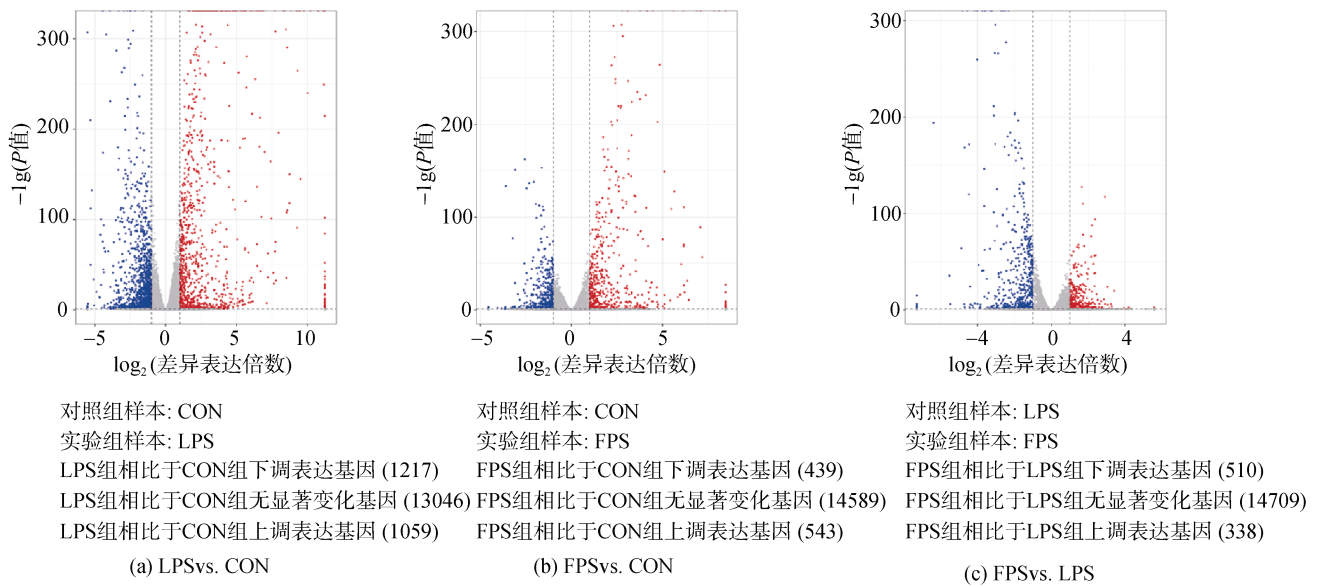 300
200
100
0
−1g(P值)
−5
0
5
10
log2 (差异表达倍数)
对照组样本: CON
实验组样本: LPS
LPS组相比于CON组下调表达基因 (1217)
LPS组相比于CON组无显著变化基因 (13046)
LPS组相比于CON组上调表达基因 (1059)
(a) LPSvs. CON
300
200
100
0
−1g(P值)
−5
0
5
log2 (差异表达倍数)
对照组样本: CON
实验组样本: FPS
FPS组相比于CON组下调表达基因 (439)
FPS组相比于CON组无显著变化基因 (14589)
FPS组相比于CON组上调表达基因 (543)
(b) FPSvs. CON
300
200
100
0
−1g(P值)
−4
0
4
log2 (差异表达倍数)
对照组样本: LPS
实验组样本: FPS
FPS组相比于LPS组下调表达基因 (510)
FPS组相比于LPS组无显著变化基因 (14709)
FPS组相比于LPS组上调表达基因 (338)
(c) FPSvs. LPS